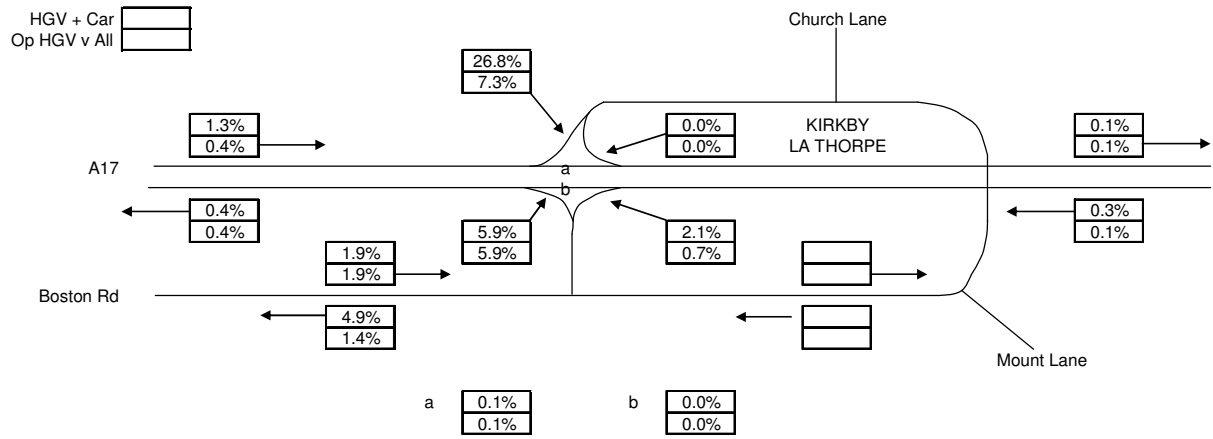 HGV + Car
Op HGV v All
Church Lane
26.8%
7.3%
1.3%
0.4%
0.0%
0.0%
KIRKBY
LA THORPE
0.1%
0.1%
A17
a
b
0.4%
0.4%
5.9%
5.9%
2.1%
0.7%
0.3%
0.1%
1.9%
1.9%
Boston Rd
4.9%
1.4%
Mount Lane
a
0.1%
0.1%
b
0.0%
0.0%